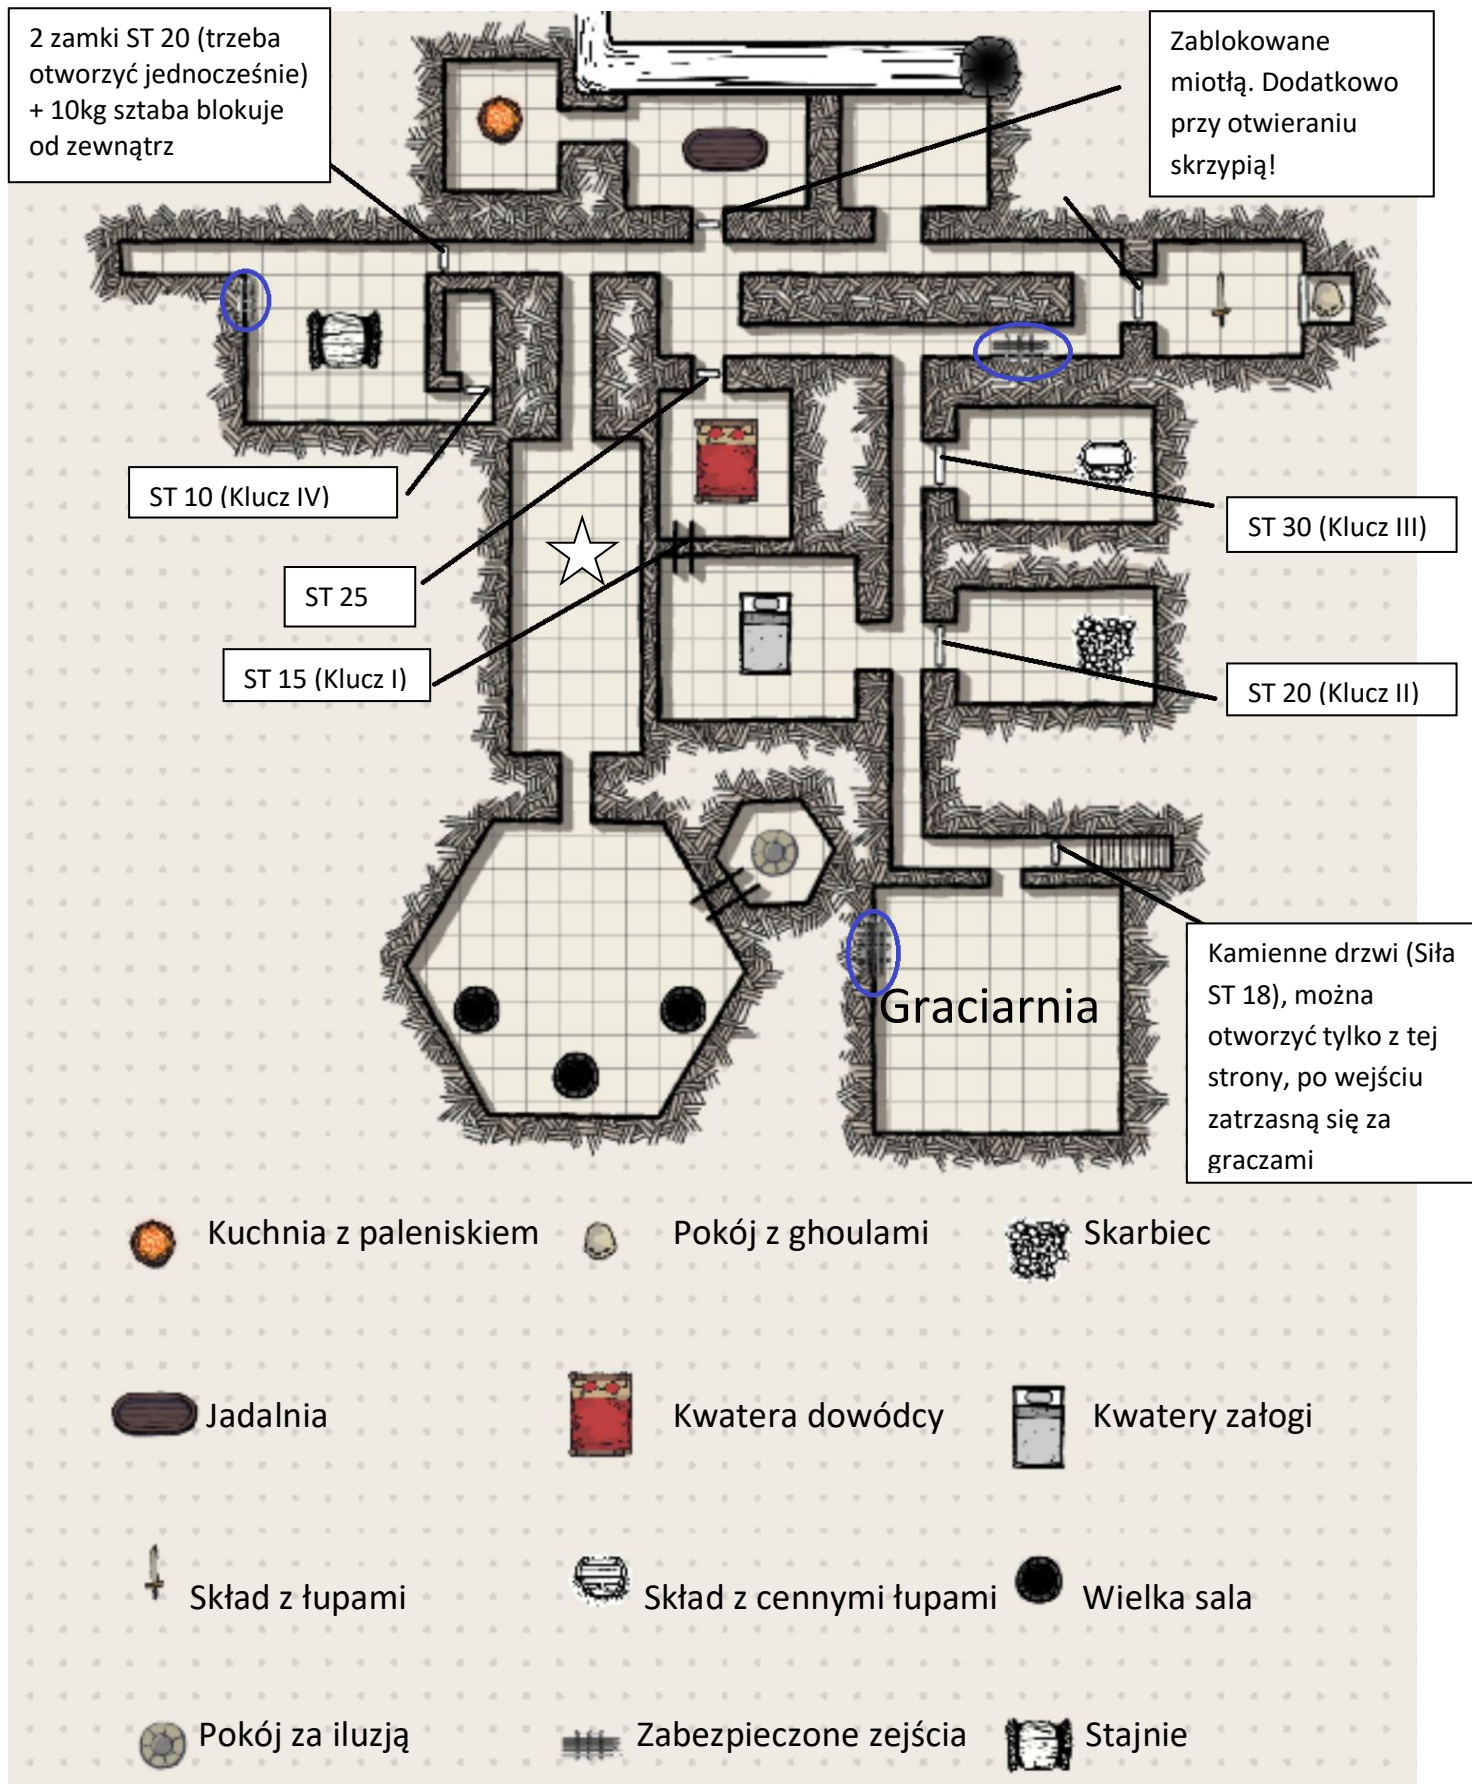 2 zamki ST 20 (trzeba
otworzyć jednocześnie)
+ 10kg sztaba blokuje
od zewnątrz
Zablokowane
miotłą. Dodatkowo
przy otwieraniu
skrzypią!
ST 10 (Klucz IV)
ST 30 (Klucz III)
ST 25
ST 15 (Klucz I)
ST 20 (Klucz II)
Kamienne drzwi (Siła
ST 18), można
otworzyć tylko z tej
strony, po wejściu
zatrzasną się za
graczami
Graciarnia
Kuchnia z paleniskiem
Pokój z ghoulami
Skarbiec
Jadalnia
Kwatera dowódcy
Kwatery załogi
Skład z łupami
Skład z cennymi łupami
Wielka sala
Pokój za iluzją
Zabezpieczone zejścia
Stajnie